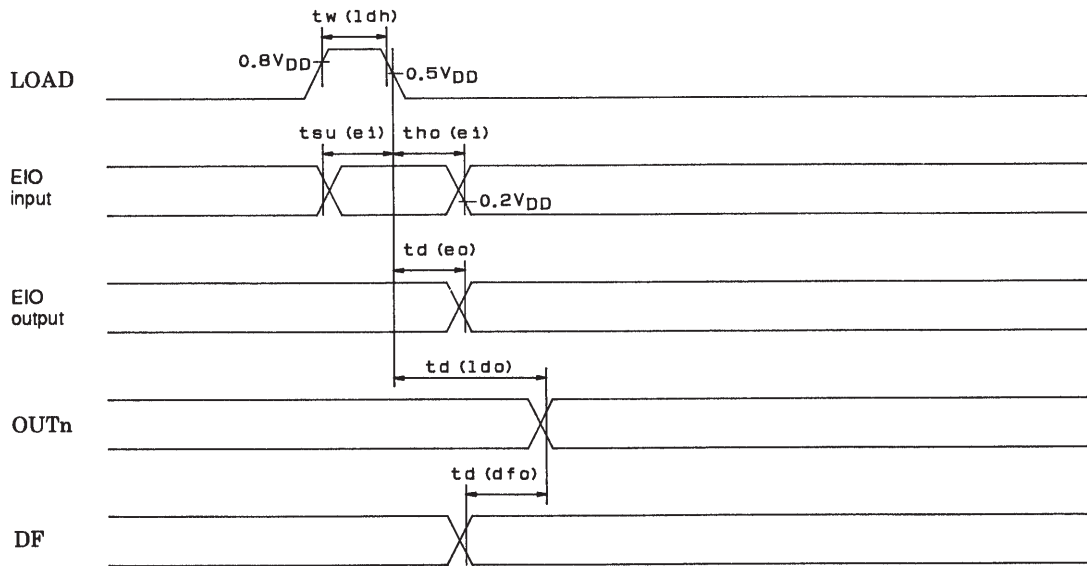 tw (ldh)
0.8VDD
0.5VDD
LOAD
tsu (ei) tho (ei)
EIO
input
0.2VDD
td (eo)
EIO
output
td (ldo)
OUTn
td (dfo)
DF